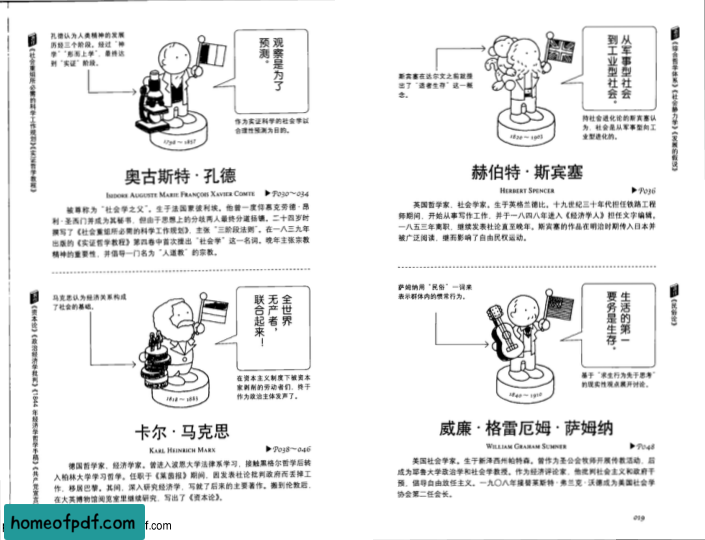 孔德认为人类精神的发展
历经三个阶段。经过“神
学”“形而上学”，最终达
到“实证”阶段。
观察是为了
预测。
作为实证科学的社会学以
合理性预测为目的。
1798～1857
《社会重组所必需的科学工作规划》《实证哲学教程》
奥古斯特·孔德
ISIDORE AUGUSTE MARIE FRANÇOIS XAVIER COMTE
▶P030～034
被尊称为“社会学之父”。生于法国蒙彼利埃。他曾一度侍奉克劳德·昂
利·圣西门并成为其秘书，但由于思想上的分歧两人最终分道扬镳。二十四岁时
撰写了《社会重组所必需的科学工作规划》，主张“三阶段法则”。在一八三九年
出版的《实证哲学教程》第四卷中首次提出“社会学”这一名词。晚年主张宗教
精神的重要性，并倡导一门名为“人道教”的宗教。
马克思认为经济关系构成
了社会的基础。
全世界
无产者，
联合起来！
在资本主义制度下被资本
家剥削的劳动者们，终于
作为政治主体发声了。
1818～1883
《资本论》《政治经济学批判》《1844年经济学哲学手稿》《共产党宣言》
卡尔·马克思
KARL HEINRICH MARX
▶P038～046
德国哲学家、经济学家。曾进入波恩大学法律系学习，接触黑格尔哲学后转
入柏林大学学习哲学。任职于《莱茵报》期间，因发表社论批判政府而丢掉工
作，移居巴黎。其间，深入研究经济学，写就了后来的主要著作。搬到伦敦后，
在大英博物馆阅览室里继续研究，写出了《资本论》。
斯宾塞在达尔文之前就提
出了“适者生存”这一概
念。
从军事型社会
到工业型社会。
持社会进化论的斯宾塞认
为，社会是从军事型向工
业型进化的。
1820～1903
《综合哲学体系》《社会静力学》《发展的假说》
赫伯特·斯宾塞
HERBERT SPENCER
▶P036
英国哲学家、社会学家。生于英格兰德比。十九世纪三十年代担任铁路工程
师期间，开始从事写作工作，并于一八四八年进入《经济学人》担任文字编辑。
一八五三年离职，继续发表社论直至晚年。斯宾塞的作品在明治时期传入日本并
被广泛阅读，继而影响了自由民权运动。
萨姆纳用“民俗”一词来
表示群体内的惯常行为。
生活的第一
要务是生存。
基于“求生行为先于思考”
的现实性观点展开讨论。
1840～1910
《民俗论》
威廉·格雷厄姆·萨姆纳
WILLIAM GRAHAM SUMNER
▶P048
英国社会学家。生于新泽西州帕特森。曾作为圣公会牧师开展传教活动，后
成为耶鲁大学政治学和社会学教授。作为经济评论家，他批判社会主义和政府干
预，倡导自由放任主义。一九〇八年接替莱斯特·弗兰克·沃德成为美国社会学
协会第二任会长。
019
homeofpdf.com